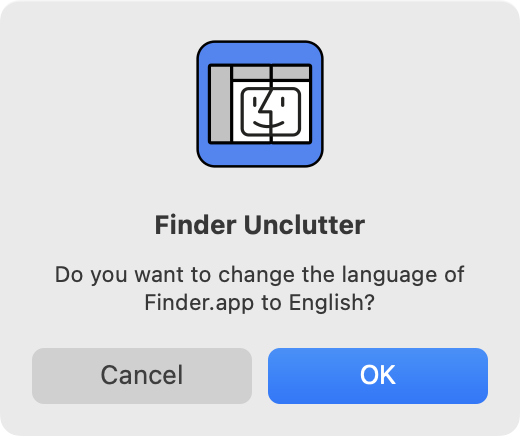 Finder Unclutter
Do you want to change the language of
Finder.app to English?
Cancel
OK